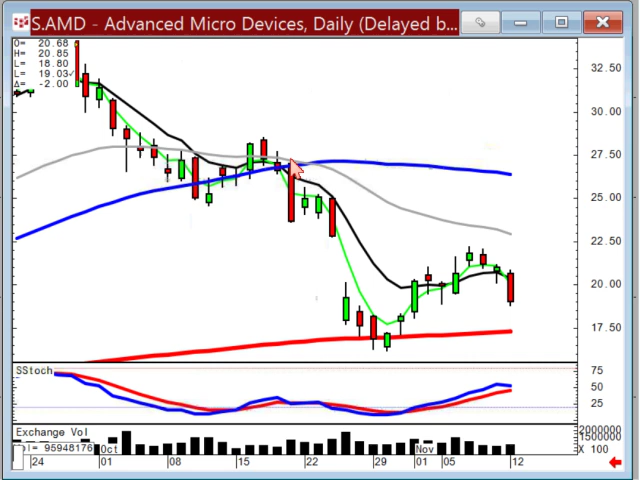 S.AMD - Advanced Micro Devices, Daily (Delayed b...
O= 20.68
H= 20.85
L= 18.80
L= 19.03✓
Δ= -2.00
32.50
30.00
27.50
25.00
22.50
20.00
17.50
SStoch
75
50
25
Exchange Vol
Vol= 95948176
2000000
1500000
X 100
24
01
Oct
08
15
22
29
01
Nov
05
12